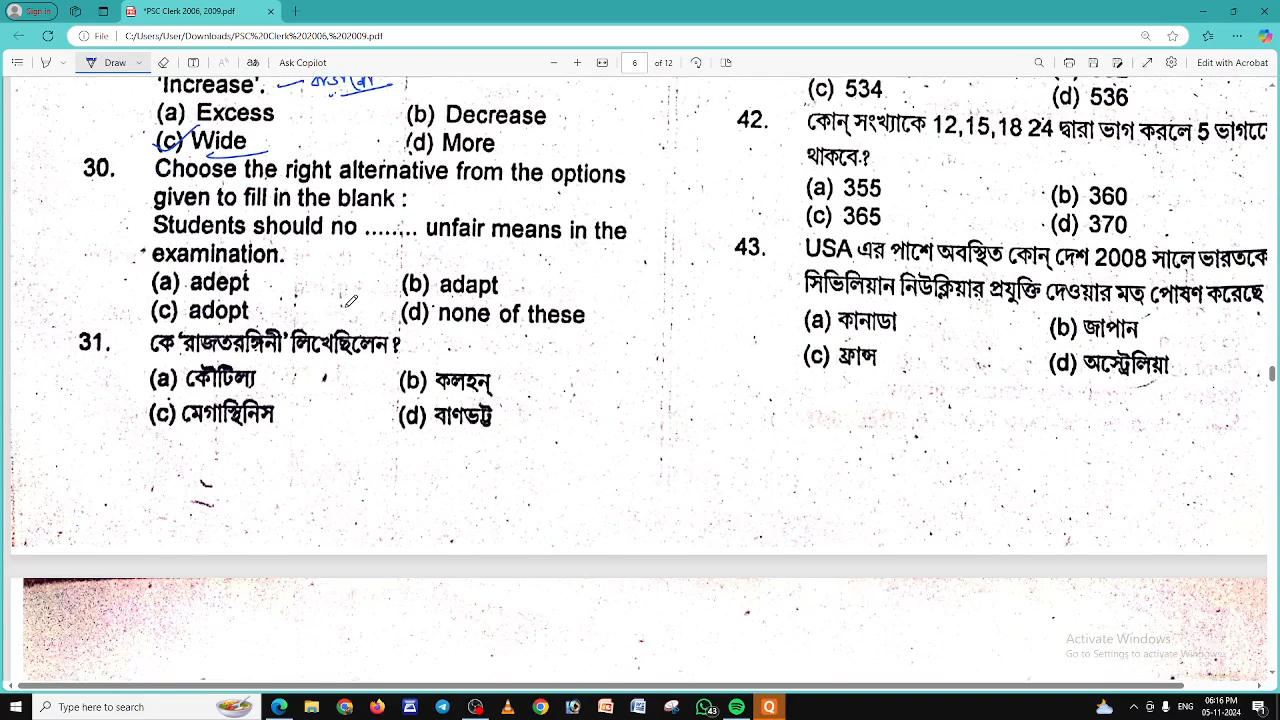 Sign in
*PSC Clerk 2006, 2009.pdf
File
C:/Users/Users/PSC%20Clerk%202006,%202009.pdf
Draw
Ask Copilot
6 of 12
Edit with Acrobat
'Increase'.
(a) Excess (b) Decrease
(c) Wide (d) More
30. Choose the right alternative from the options
given to fill in the blank :
Students should no ........ unfair means in the
examination.
(a) adept (b) adapt
(c) adopt (d) none of these
31. কে 'রাজতরঙ্গিনী' লিখেছিলেন?
(a) কৌটিল্য (b) কলহন্
(c) মেগাস্থিনিস (d) বাণভট্ট
(c) 534 (d) 536
42. কোন্ সংখ্যাকে 12,15,18 24 দ্বারা ভাগ করলে 5 ভাগশে
থাকবে?
(a) 355 (b) 360
(c) 365 (d) 370
43. USA এর পাশে অবস্থিত কোন্ দেশ 2008 সালে ভারতকে
সিভিলিয়ান নিউক্লিয়ার প্রযুক্তি দেওয়ার মত্ পোষণ করেছে
(a) কানাডা (b) জাপান
(c) ফ্রান্স (d) অস্ট্রেলিয়া
Activate Windows
Go to Settings to activate Windows.
Type here to search
43
ENG
06:16 PM
05-11-2024